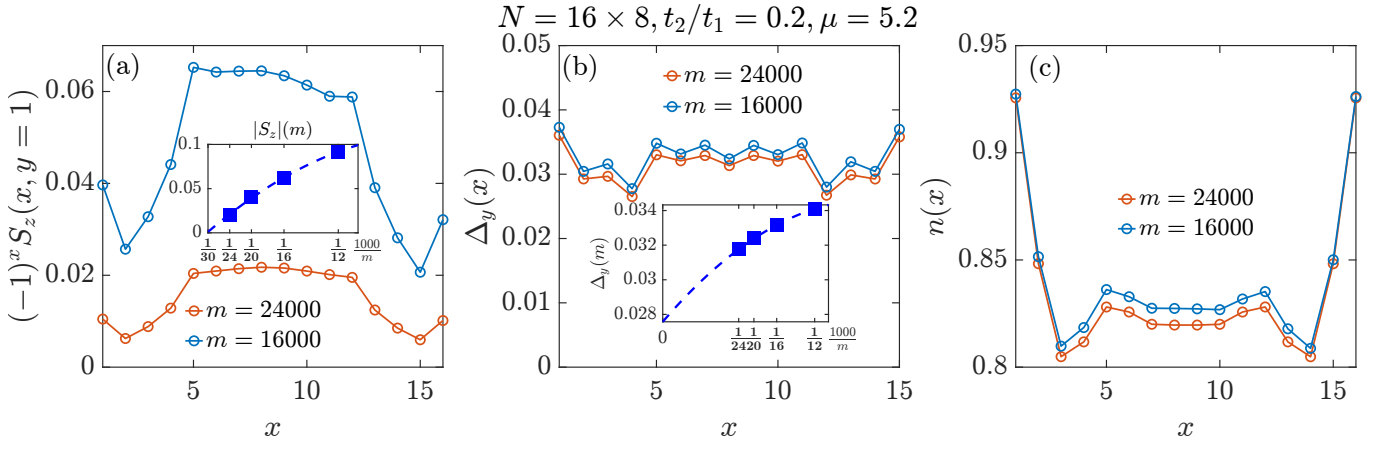 N = 16 × 8, t₂/t₁ = 0.2, μ = 5.2
(a)
(−1)ˣS_z(x, y = 1)
0.06
0.04
0.02
0
5 10 15
x
m = 24000
m = 16000
|S_z|(m)
0.1
0.05
0
1/30 1/24 1/20 1/16 1/12 1000/m
(b)
Δ_y(x)
0.05
0.04
0.03
0.02
0.01
0
5 10 15
x
m = 24000
m = 16000
Δ_y(m)
0.034
0.032
0.03
0.028
0 1/24 1/20 1/16 1/12 1000/m
(c)
n(x)
0.95
0.9
0.85
0.8
5 10 15
x
m = 24000
m = 16000